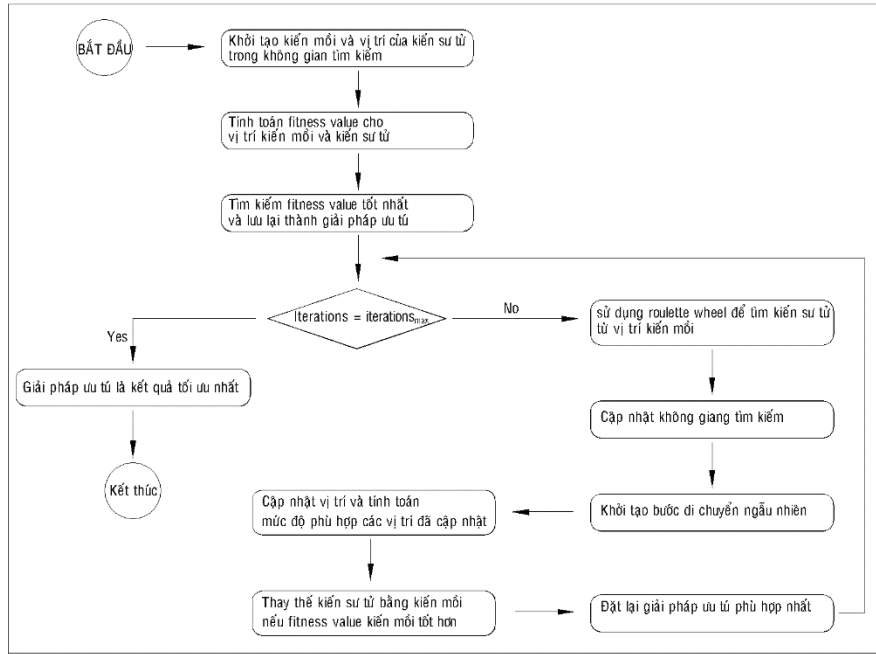 BẮT ĐẦU
Khởi tạo kiến mồi và vị trí của kiến sư tử
trong không gian tìm kiếm
Tính toán fitness value cho
vị trí kiến mồi và kiến sư tử
Tìm kiếm fitness value tốt nhất
và lưu lại thành giải pháp ưu tú
Iterations = iterationsmax
Yes
No
Giải pháp ưu tú là kết quả tối ưu nhất
Kết thúc
sử dụng roulette wheel để tìm kiến sư tử
từ vị trí kiến mồi
Cập nhật không giang tìm kiếm
Khởi tạo bước di chuyển ngẫu nhiên
Cập nhật vị trí và tính toán
mức độ phù hợp các vị trí đã cập nhật
Thay thế kiến sư tử bằng kiến mồi
nếu fitness value kiến mồi tốt hơn
Đặt lại giải pháp ưu tú phù hợp nhất